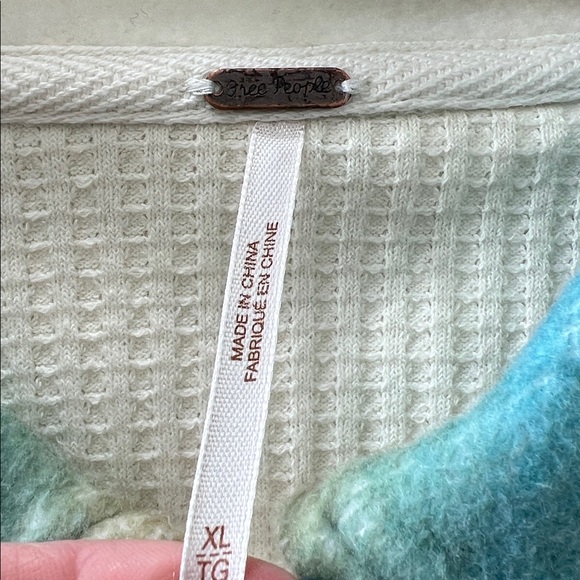 Free People
MADE IN CHINA
FABRIQUÉ EN CHINE
XL
TG